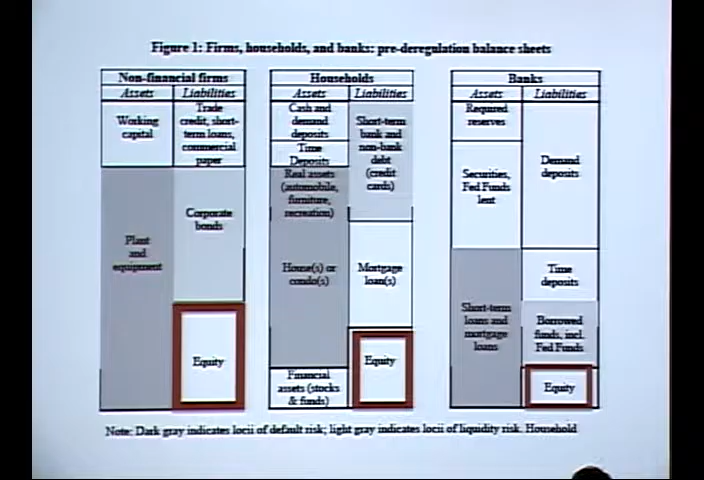 Figure 1: Firms, households, and banks: pre-deregulation balance sheets
Non-financial firms
Assets
Liabilities
Working
capital
Trade
credit, short-
term loans,
commercial
paper
Plant
and
equipment
Corporate
bonds
Equity
Households
Assets
Liabilities
Cash and
demand
deposits
Time
Deposits
Real assets
(automobile,
furniture,
recreation)
House(s) or
condo(s)
Financial
assets (stocks
& funds)
Short-term
bank and
non-bank
debt
(credit
cards)
Mortgage
loan(s)
Equity
Banks
Assets
Liabilities
Required
reserves
Securities,
Fed Funds
lent
Short-term
loans and
mortgage
loans
Demand
deposits
Time
deposits
Borrowed
funds, incl.
Fed Funds
Equity
Note: Dark gray indicates locii of default risk; light gray indicates locii of liquidity risk. Household